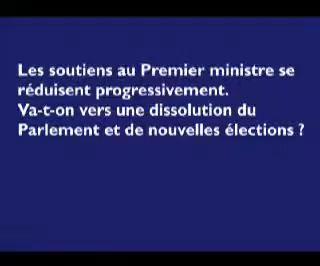 Les soutiens au Premier ministre se
réduisent progressivement.
Va-t-on vers une dissolution du
Parlement et de nouvelles élections ?